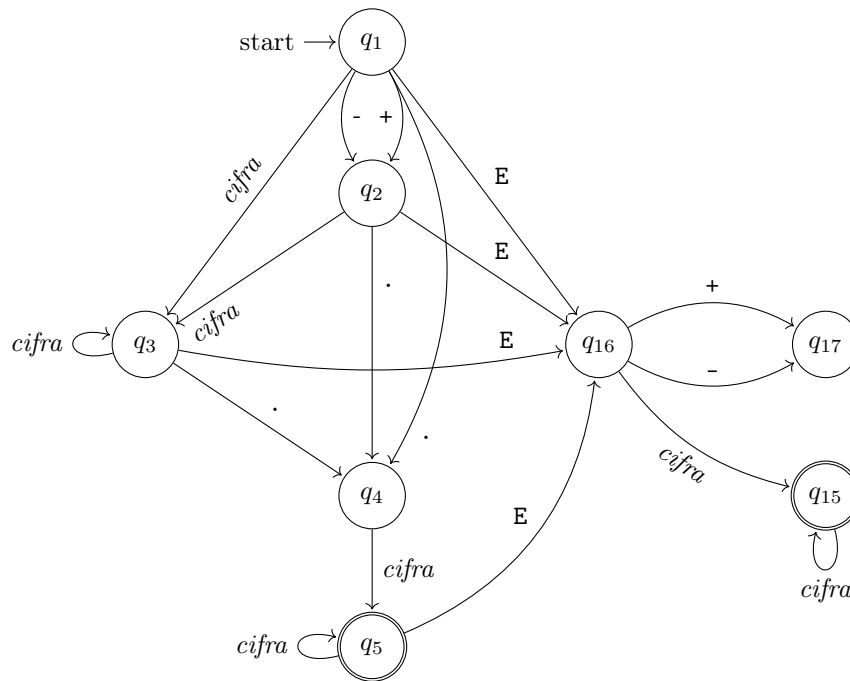 start q1
- +
cifra E
q2
E
.
cifra
cifra q3 E q16 + q17
-
. .
cifra
q4 q15
E
cifra cifra
cifra q5